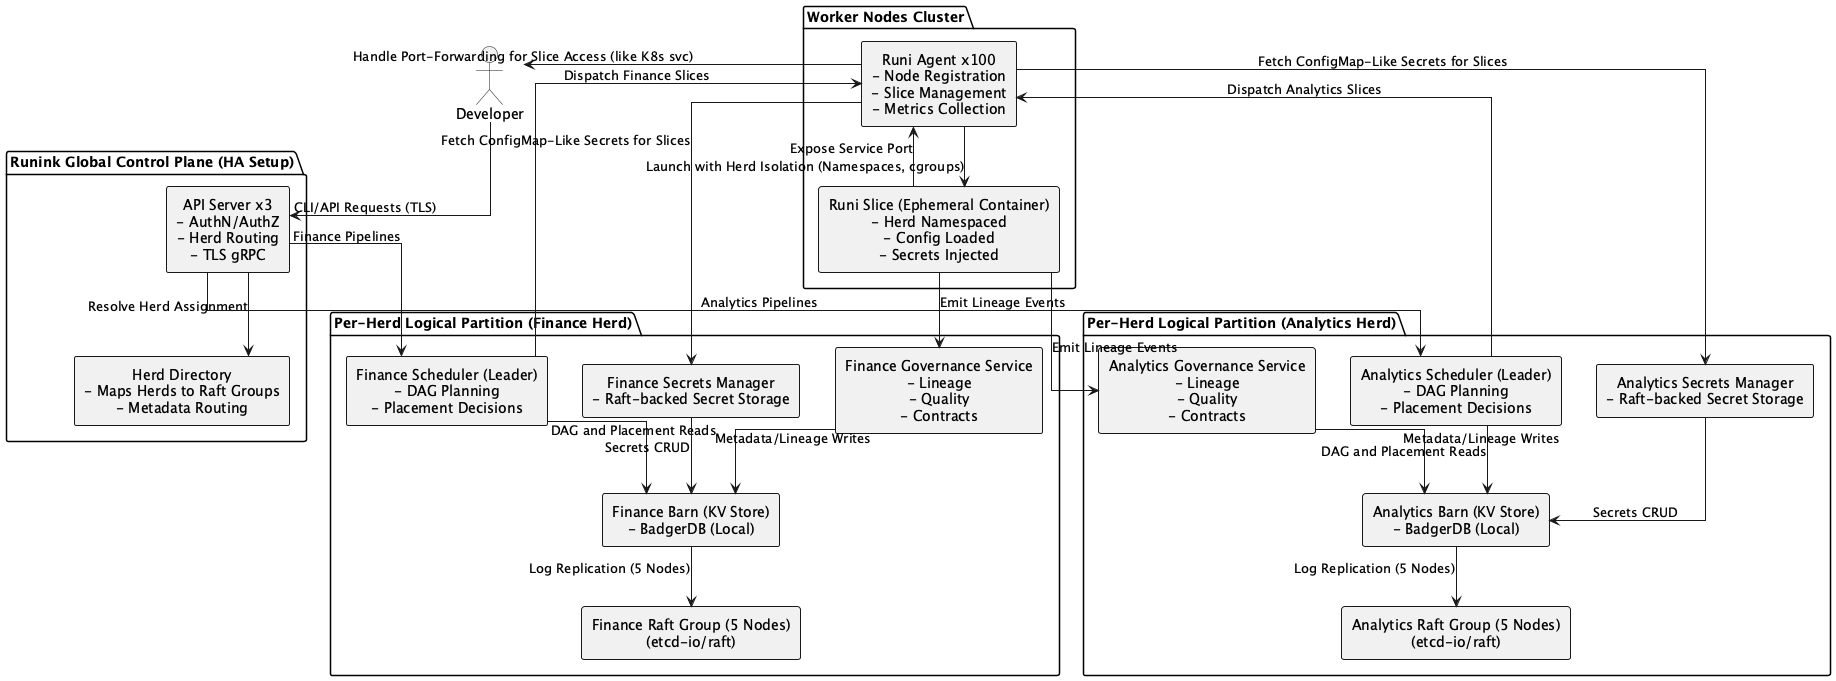 Worker Nodes Cluster
Handle Port-Forwarding for Slice Access (like K8s svc)
Runi Agent x100
- Node Registration
- Slice Management
- Metrics Collection
Fetch ConfigMap-Like Secrets for Slices
Dispatch Finance Slices
Dispatch Analytics Slices
Developer
Fetch ConfigMap-Like Secrets for Slices
Expose Service Port
Launch with Herd Isolation (Namespaces, cgroups)
Runink Global Control Plane (HA Setup)
API Server x3
- AuthN/AuthZ
- Herd Routing
- TLS gRPC
CLI/API Requests (TLS)
Finance Pipelines
Runi Slice (Ephemeral Container)
- Herd Namespaced
- Config Loaded
- Secrets Injected
Resolve Herd Assignment
Analytics Pipelines
Emit Lineage Events
Emit Lineage Events
Herd Directory
- Maps Herds to Raft Groups
- Metadata Routing
Per-Herd Logical Partition (Finance Herd)
Finance Scheduler (Leader)
- DAG Planning
- Placement Decisions
Finance Secrets Manager
- Raft-backed Secret Storage
Finance Governance Service
- Lineage
- Quality
- Contracts
DAG and Placement Reads
Secrets CRUD
Metadata/Lineage Writes
Finance Barn (KV Store)
- BadgerDB (Local)
Log Replication (5 Nodes)
Finance Raft Group (5 Nodes)
(etcd-io/raft)
Per-Herd Logical Partition (Analytics Herd)
Analytics Governance Service
- Lineage
- Quality
- Contracts
Analytics Scheduler (Leader)
- DAG Planning
- Placement Decisions
Analytics Secrets Manager
- Raft-backed Secret Storage
Metadata/Lineage Writes
DAG and Placement Reads
Secrets CRUD
Analytics Barn (KV Store)
- BadgerDB (Local)
Log Replication (5 Nodes)
Analytics Raft Group (5 Nodes)
(etcd-io/raft)